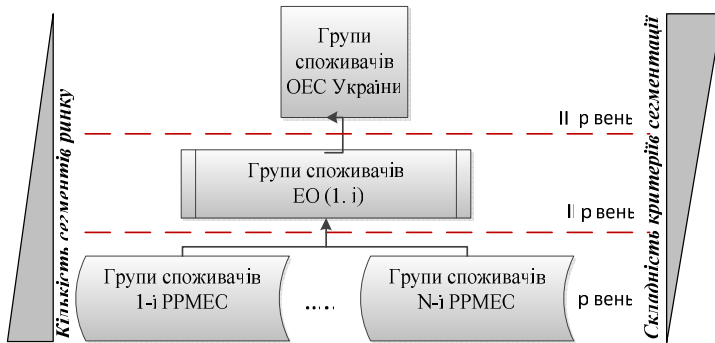 Групи
споживачів
ОЕС України
ІІ р вень
Групи споживачів
ЕО (1. і)
ІІ р вень
Групи споживачів
1-і РРМЕС
.....
Групи споживачів
N-і РРМЕС
р вень
Кількість сегментів ринку
Складність критеріїв сегментації